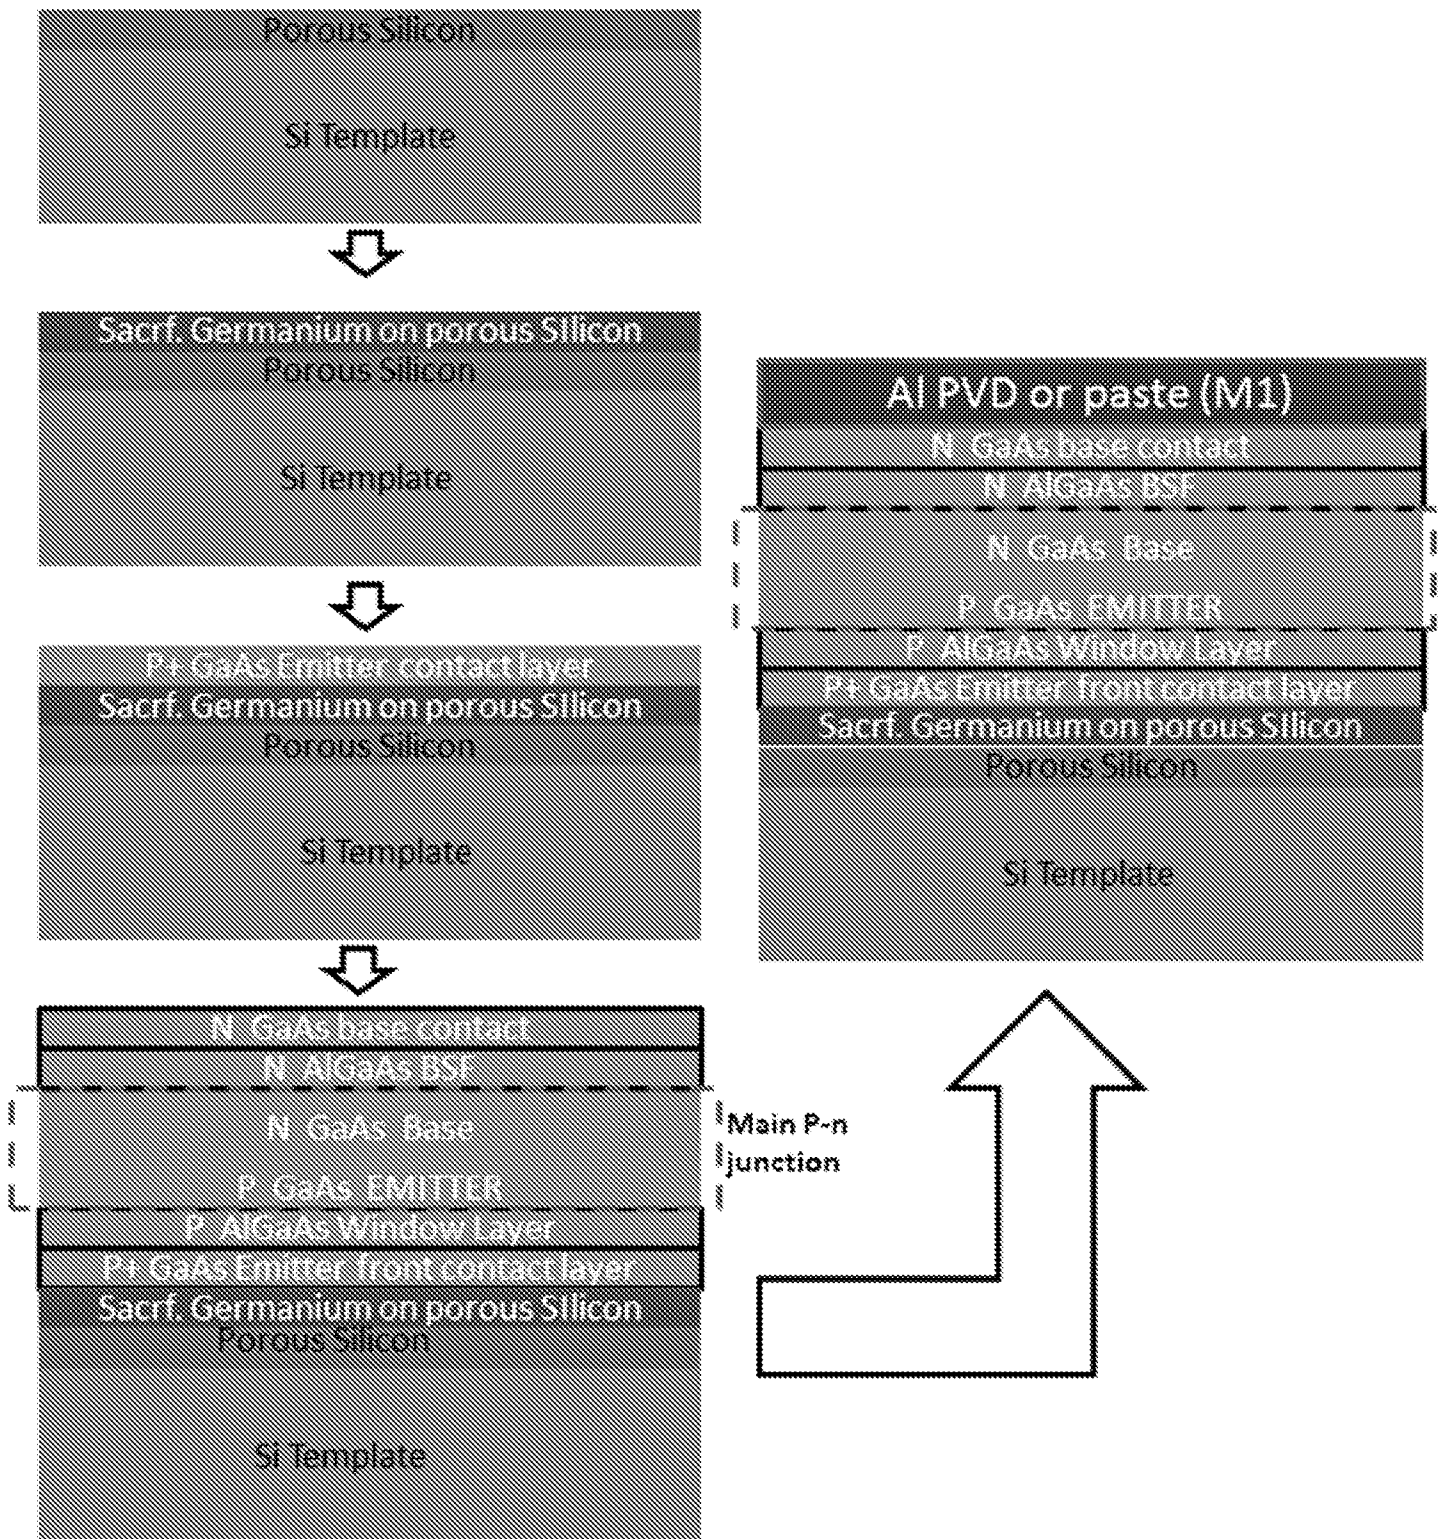 Porous Silicon
Si Template
Sacrf. Germanium on porous SIlicon
Porous Silicon
Si Template
P+ GaAs Emitter contact layer
Sacrf. Germanium on porous SIlicon
Porous Silicon
Si Template
N GaAs base contact
N AlGaAs BSF
N GaAs Base
P GaAs EMITTER
P AlGaAs Window Layer
P+ GaAs Emitter front contact layer
Sacrf. Germanium on porous SIlicon
Porous Silicon
Si Template
Main P-n
junction
Al PVD or paste (M1)
N GaAs base contact
N AlGaAs BSF
N GaAs Base
P GaAs EMITTER
P AlGaAs Window Layer
P+ GaAs Emitter front contact layer
Sacrf. Germanium on porous SIlicon
Porous Silicon
Si Template